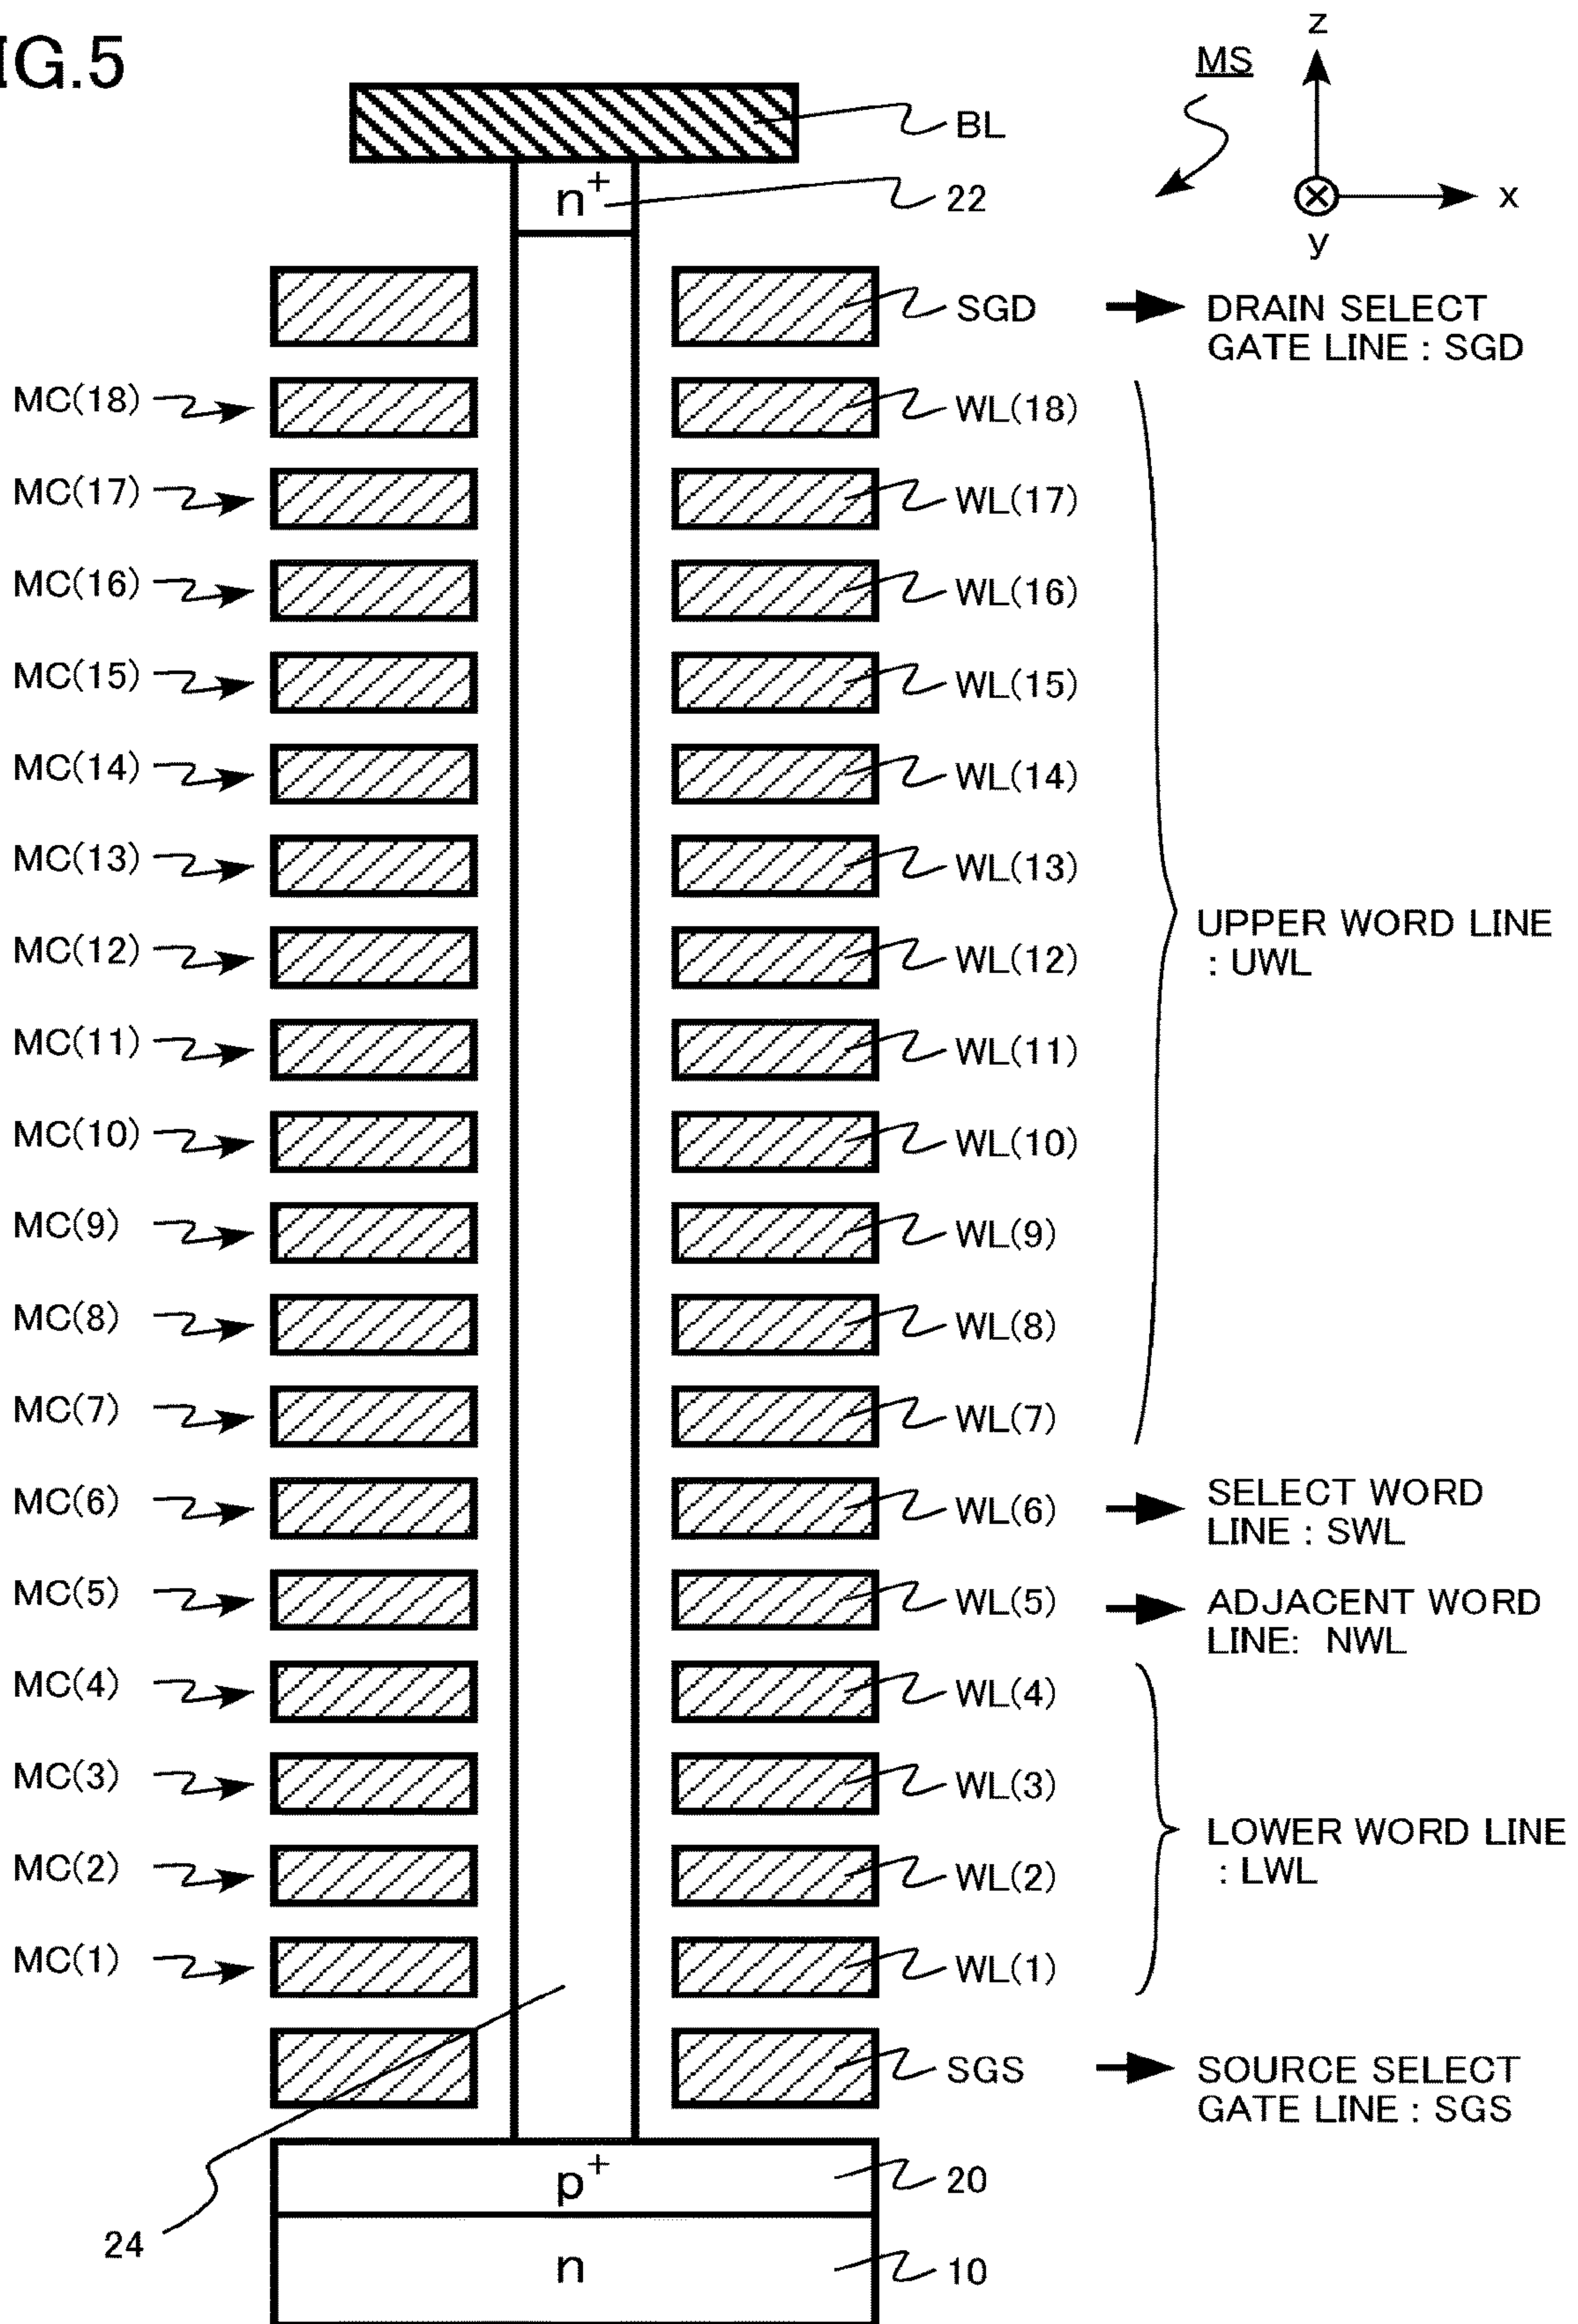 IG.5
z
MS
BL
n+
22
x
y
SGD
DRAIN SELECT
GATE LINE : SGD
MC(18)
WL(18)
MC(17)
WL(17)
MC(16)
WL(16)
MC(15)
WL(15)
MC(14)
WL(14)
MC(13)
WL(13)
UPPER WORD LINE
: UWL
MC(12)
WL(12)
MC(11)
WL(11)
MC(10)
WL(10)
MC(9)
WL(9)
MC(8)
WL(8)
MC(7)
WL(7)
MC(6)
WL(6)
SELECT WORD
LINE : SWL
MC(5)
WL(5)
ADJACENT WORD
LINE: NWL
MC(4)
WL(4)
MC(3)
WL(3)
LOWER WORD LINE
: LWL
MC(2)
WL(2)
MC(1)
WL(1)
SGS
SOURCE SELECT
GATE LINE : SGS
p+
20
24
n
10